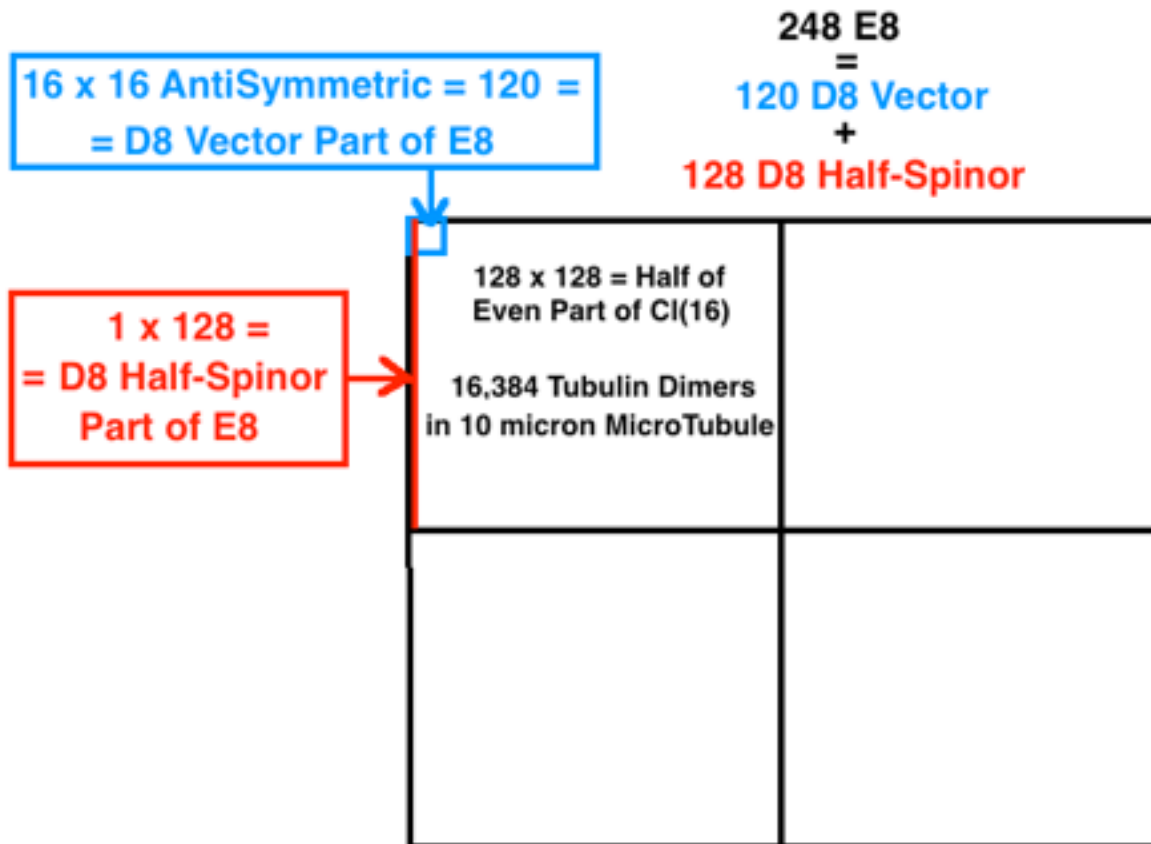 248 E8
=
120 D8 Vector
+
128 D8 Half-Spinor
16 x 16 AntiSymmetric = 120 =
= D8 Vector Part of E8
1 x 128 =
= D8 Half-Spinor
Part of E8
128 x 128 = Half of
Even Part of Cl(16)
16,384 Tubulin Dimers
in 10 micron MicroTubule